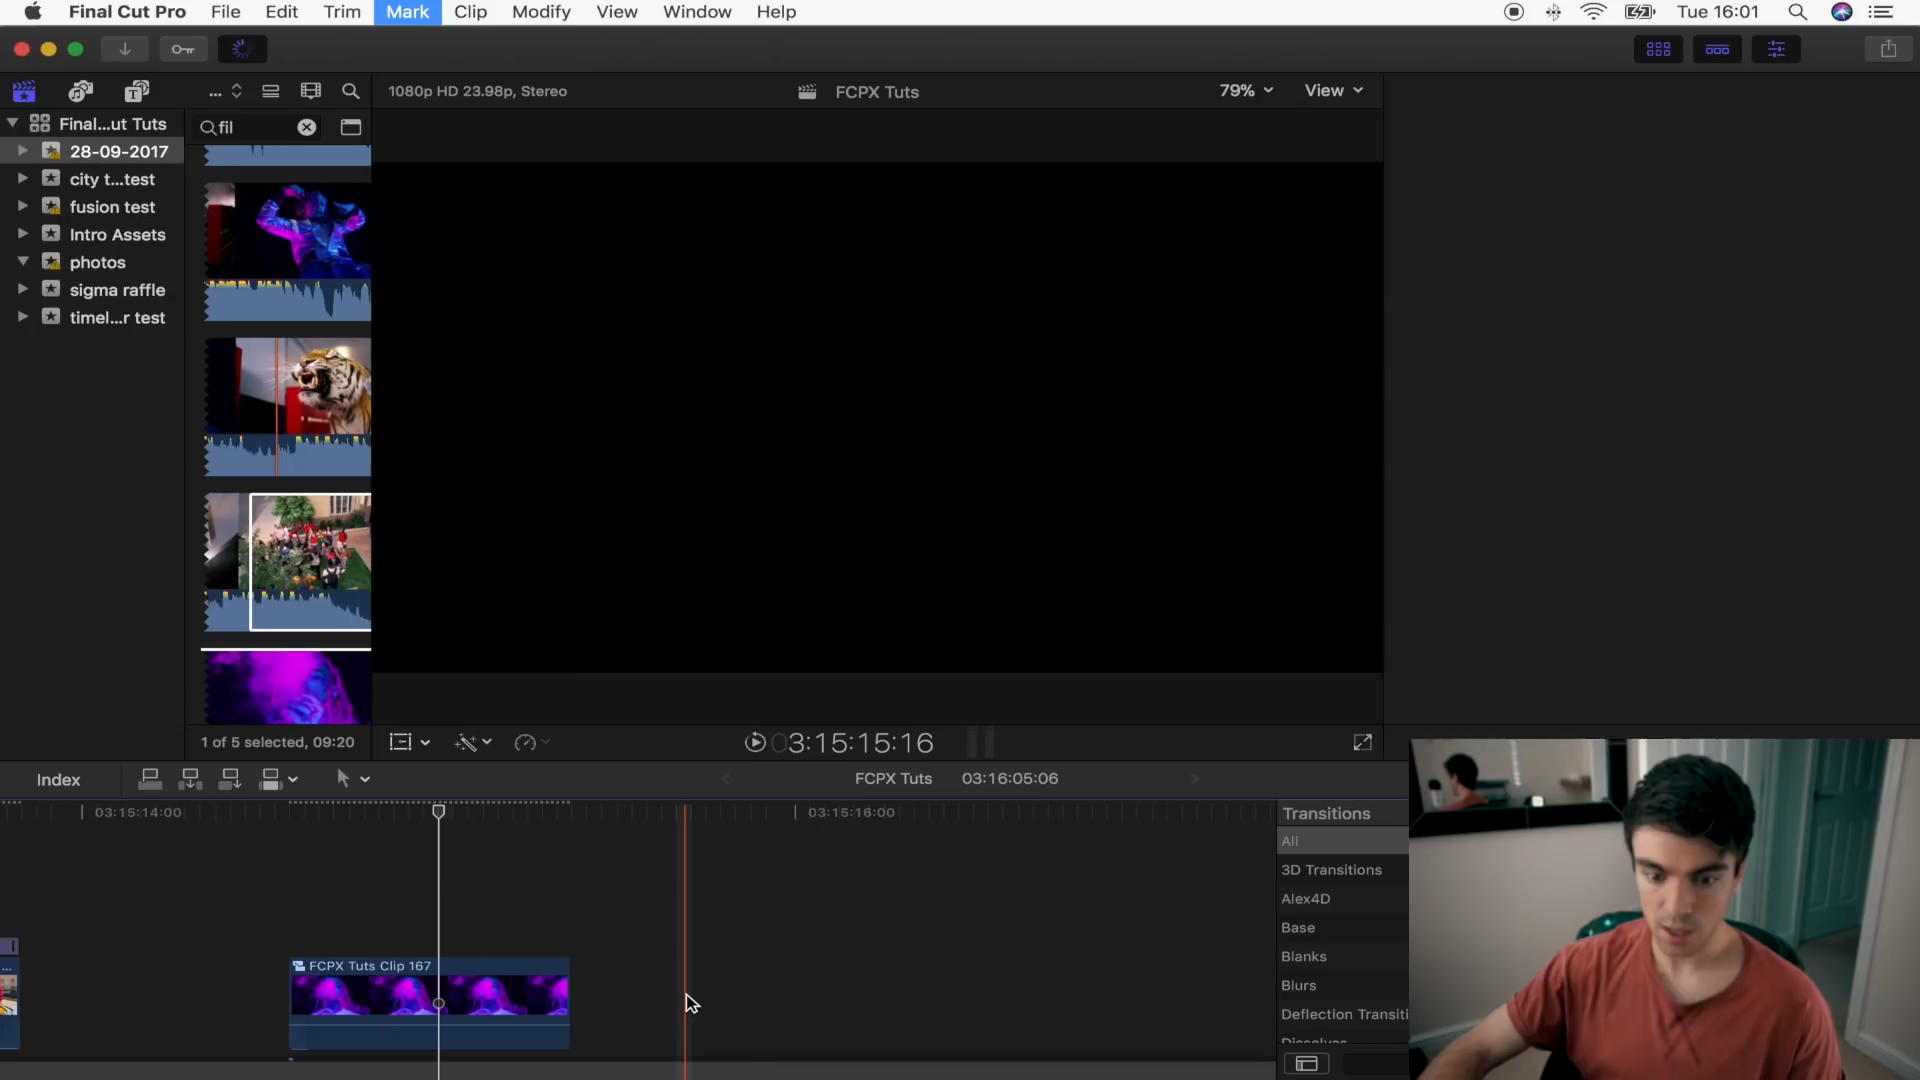 Final Cut Pro File Edit Trim Mark Clip Modify View Window Help Tue 16:01
... 1080p HD 23.98p, Stereo FCPX Tuts 79% View
Final...ut Tuts
fil
28-09-2017
city t...test
fusion test
Intro Assets
photos
sigma raffle
timel...r test
1 of 5 selected, 09:20 03:15:15:16
Index FCPX Tuts 03:16:05:06
03:15:14:00 03:15:16:00
Transitions
All
3D Transitions
Alex4D
Base
Blanks
Blurs
Deflection Transiti
Dissolves
... FCPX Tuts Clip 167